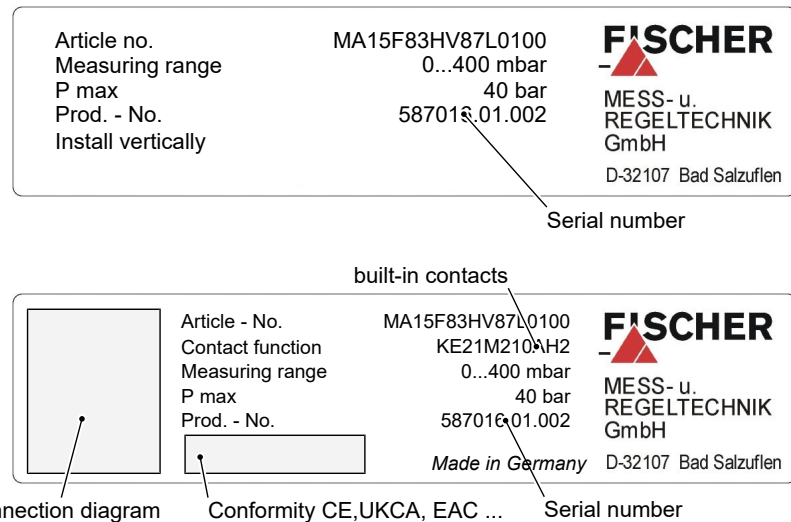 Article no. MA15F83HV87L0100
Measuring range 0...400 mbar
P max 40 bar
Prod. - No. 587016.01.002
Install vertically
FISCHER
MESS- u.
REGELTECHNIK
GmbH
D-32107 Bad Salzuflen
Serial number
built-in contacts
Article - No. MA15F83HV87L0100
Contact function KE21M210AH2
Measuring range 0...400 mbar
P max 40 bar
Prod. - No. 587016.01.002
Made in Germany
FISCHER
MESS- u.
REGELTECHNIK
GmbH
D-32107 Bad Salzuflen
nnection diagram
Conformity CE,UKCA, EAC ...
Serial number